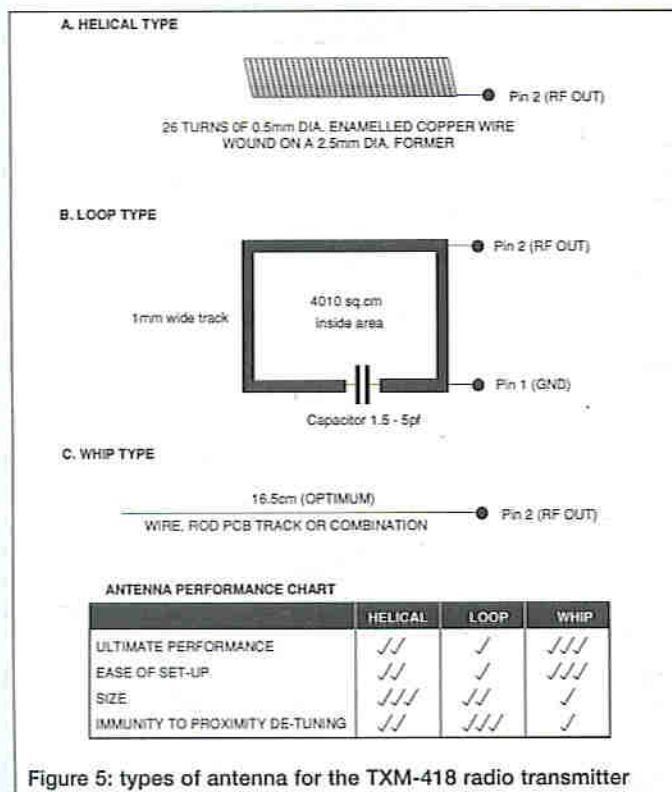 A. HELICAL TYPE
Pin 2 (RF OUT)
26 TURNS OF 0.5mm DIA. ENAMELLED COPPER WIRE
WOUND ON A 2.5mm DIA. FORMER
B. LOOP TYPE
Pin 2 (RF OUT)
1mm wide track
4010 sq.cm
inside area
Pin 1 (GND)
Capacitor 1.5 - 5pf
C. WHIP TYPE
16.5cm (OPTIMUM)
Pin 2 (RF OUT)
WIRE, ROD PCB TRACK OR COMBINATION
ANTENNA PERFORMANCE CHART
HELICAL LOOP WHIP
ULTIMATE PERFORMANCE ✓✓ ✓ ✓✓✓
EASE OF SET-UP ✓✓ ✓ ✓✓✓
SIZE ✓✓✓ ✓✓ ✓
IMMUNITY TO PROXIMITY DE-TUNING ✓✓ ✓✓✓ ✓
Figure 5: types of antenna for the TXM-418 radio transmitter